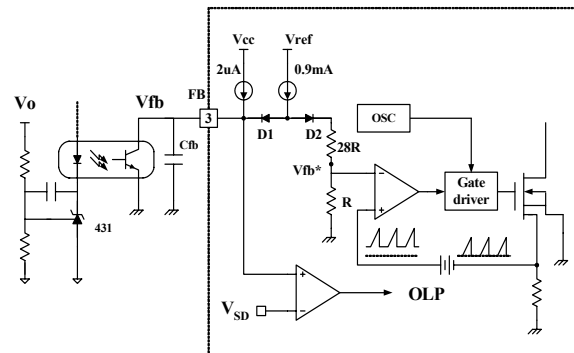 Vcc Vref
2uA 0.9mA
Vo Vfb FB
3
OSC
D1 D2
Cfb 28R
Vfb*
Gate
driver
R
431
OLP
VSD